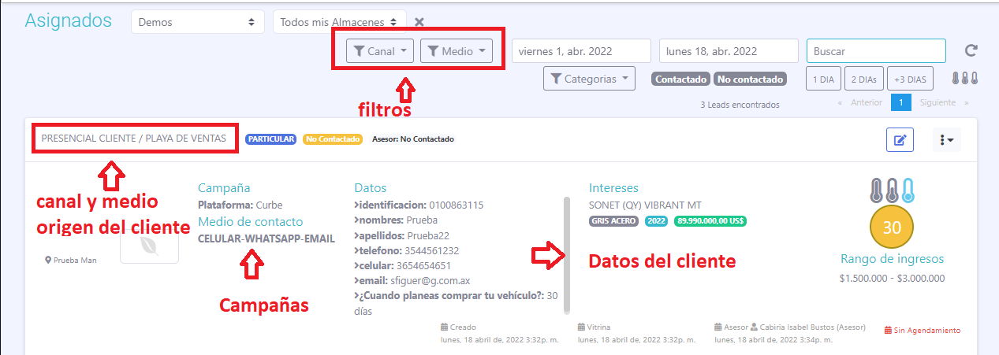 Asignados
Demos
Todos mis Almacenes
Canal
Medio
viernes 1, abr. 2022
lunes 18, abr. 2022
Buscar
Categorias
Contactado
No contactado
1 DIA
2 DIAs
+3 DIAS
filtros
3 Leads encontrados
« Anterior 1 Siguiente »
PRESENCIAL CLIENTE / PLAYA DE VENTAS
PARTICULAR
No Contactado
Asesor: No Contactado
canal y medio
origen del cliente
Prueba Man
Campaña
Plataforma: Curbe
Medio de contacto
CELULAR-WHATSAPP-EMAIL
Campañas
Datos
identificacion: 0100863115
nombres: Prueba
apellidos: Prueba22
telefono: 3544561232
celular: 3654654651
email: sfiguer@g.com.ax
¿Cuando planeas comprar tu vehículo?: 30
días
Intereses
SONET (QY) VIBRANT MT
GRIS ACERO
2022
89.990.000,00 US$
Datos del cliente
30
Rango de ingresos
$1.500.000 - $3.000.000
Creado
lunes, 18 abril de, 2022 3:32p. m.
Vitrina
lunes, 18 abril de, 2022 3:32p. m.
Asesor Cabiria Isabel Bustos (Asesor)
lunes, 18 abril de, 2022 3:34p. m.
Sin Agendamiento